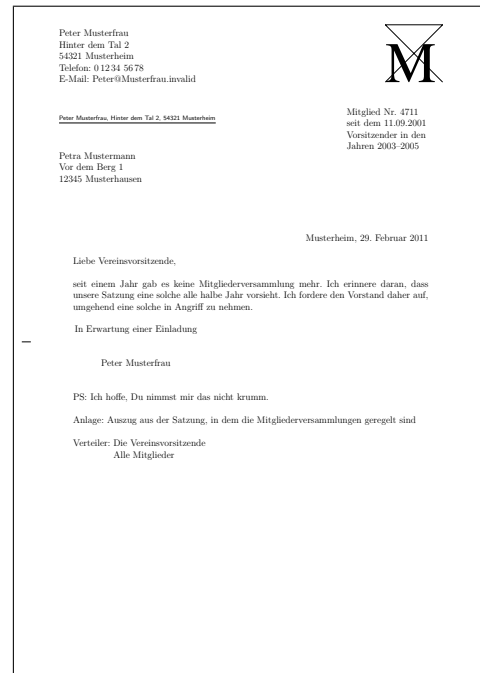 Peter Musterfrau
Hinter dem Tal 2
54321 Musterheim
Telefon: 0 12 34 56 78
E-Mail: Peter@Musterfrau.invalid
M
Peter Musterfrau, Hinter dem Tal 2, 54321 Musterheim
Mitglied Nr. 4711
seit dem 11.09.2001
Vorsitzender in den
Jahren 2003–2005
Petra Mustermann
Vor dem Berg 1
12345 Musterhausen
Musterheim, 29. Februar 2011
Liebe Vereinsvorsitzende,
seit einem Jahr gab es keine Mitgliederversammlung mehr. Ich erinnere daran, dass
unsere Satzung eine solche alle halbe Jahr vorsieht. Ich fordere den Vorstand daher auf,
umgehend eine solche in Angriff zu nehmen.
In Erwartung einer Einladung
Peter Musterfrau
PS: Ich hoffe, Du nimmst mir das nicht krumm.
Anlage: Auszug aus der Satzung, in dem die Mitgliederversammlungen geregelt sind
Verteiler: Die Vereinsvorsitzende
Alle Mitglieder